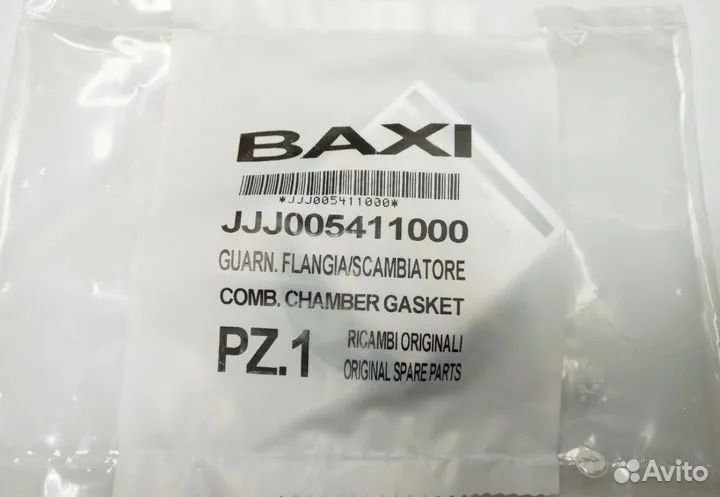 BAXI
*JJJ005411000*
JJJ005411000
GUARN. FLANGIA/SCAMBIATORE
COMB. CHAMBER GASKET
PZ.1
RICAMBI ORIGINALI
ORIGINAL SPARE PARTS
Avito